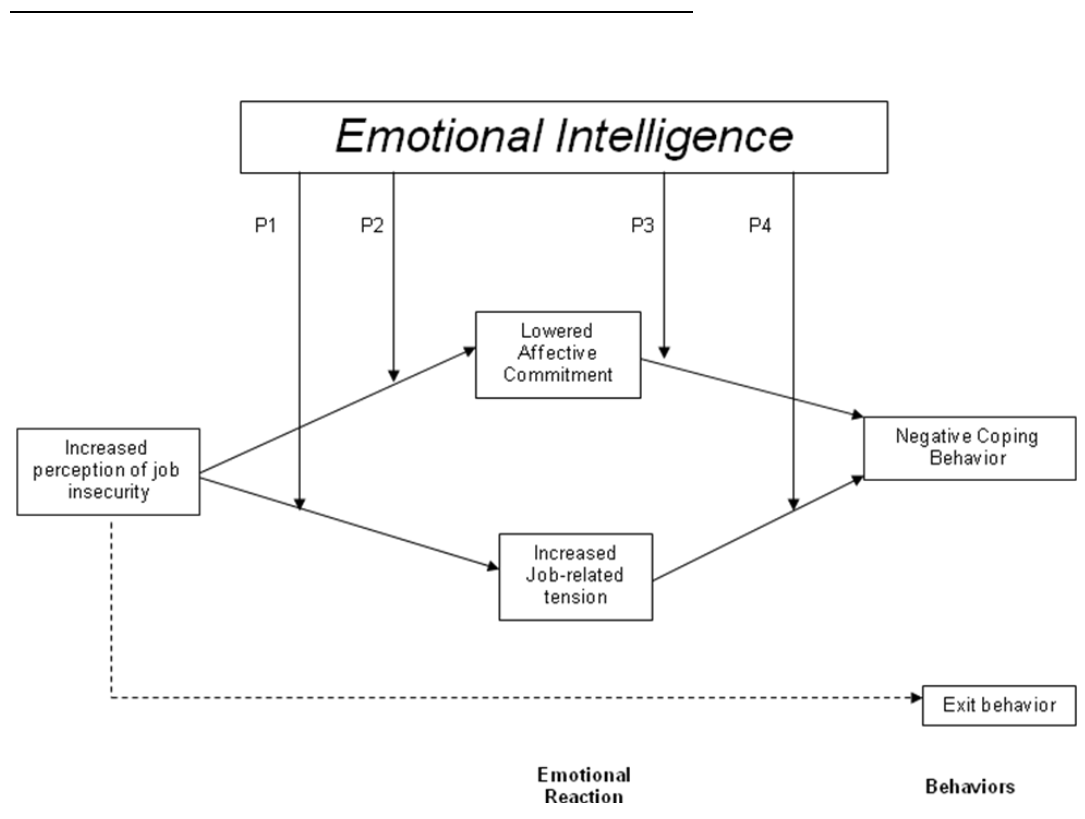 Emotional Intelligence
P1
P2
P3
P4
Lowered
Affective
Commitment
Increased
perception of job
insecurity
Negative Coping
Behavior
Increased
Job-related
tension
Exit behavior
Emotional
Reaction
Behaviors